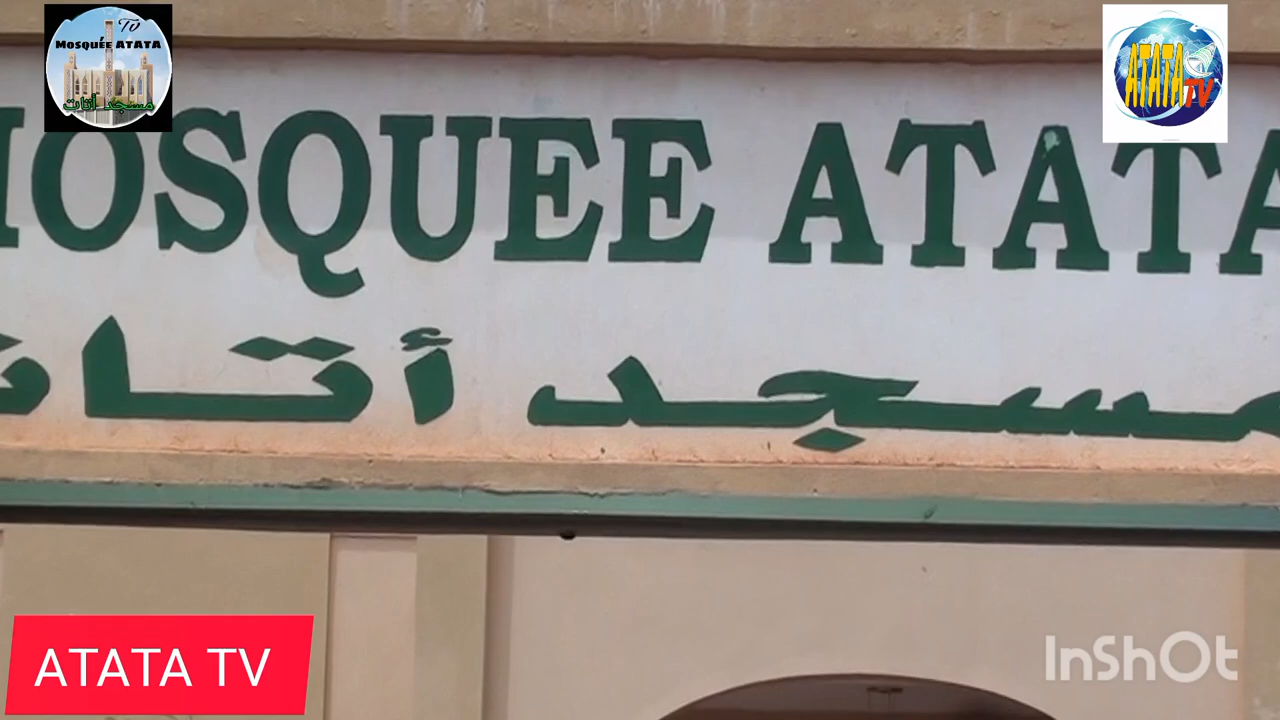 Tv
Mosquée ATATA
مسجد أتات
ATATA
TV
MOSQUEE ATATA
مسجد أتات
ATATA TV
InShOt